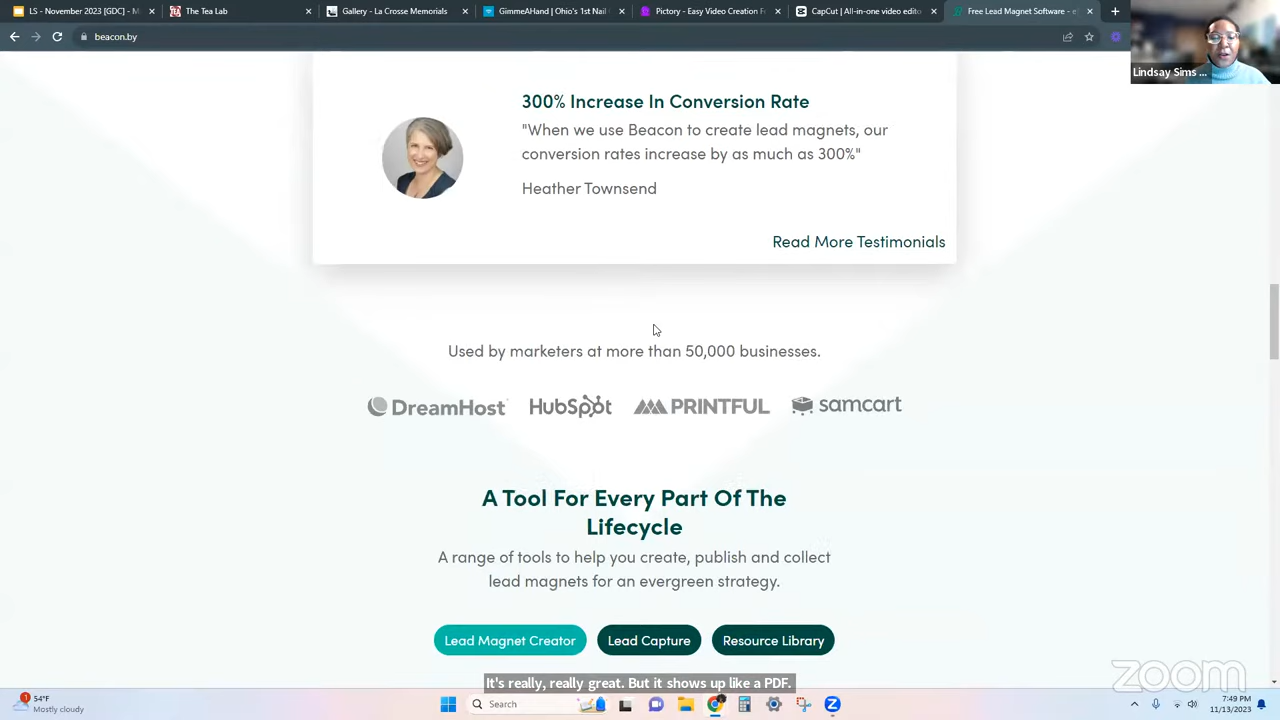 LS - November 2023 [GDC] - M
The Tea Lab
Gallery - La Crosse Memorials
GimmeAHand | Ohio's 1st Nail
Pictory - Easy Video Creation F
CapCut | All-in-one video edito
Free Lead Magnet Software - e
beacon.by
Lindsay Sims ...
300% Increase In Conversion Rate
"When we use Beacon to create lead magnets, our
conversion rates increase by as much as 300%"
Heather Townsend
Read More Testimonials
Used by marketers at more than 50,000 businesses.
DreamHost
HubSpot
PRINTFUL
samcart
A Tool For Every Part Of The
Lifecycle
A range of tools to help you create, publish and collect
lead magnets for an evergreen strategy.
Lead Magnet Creator
Lead Capture
Resource Library
It's really, really great. But it shows up like a PDF.
zoom
1
54°F
Mostly cloudy
Search
7:49 PM
11/13/2023